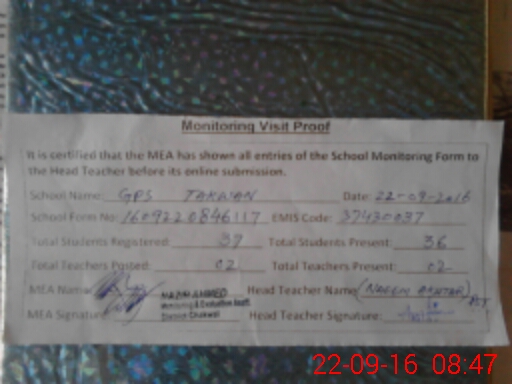 Monitoring Visit Proof
It is certified that the MEA has shown all entries of the School Monitoring Form to
the Head Teacher before its online submission.
School Name: GPS TAKWAN Date: 22-09-2016
School Form No: 1609220846117 EMIS Code: 37430037
Total Students Registered: 37 Total Students Present: 36
Total Teachers Posted: 02 Total Teachers Present: 02
MEA Name: NAZIM AHMED Head Teacher Name: (NAEEM AKHTAR)
Monitoring & Evaluation Asstt.
MEA Signature: District Chakwal Head Teacher Signature:
22-09-16 08:47